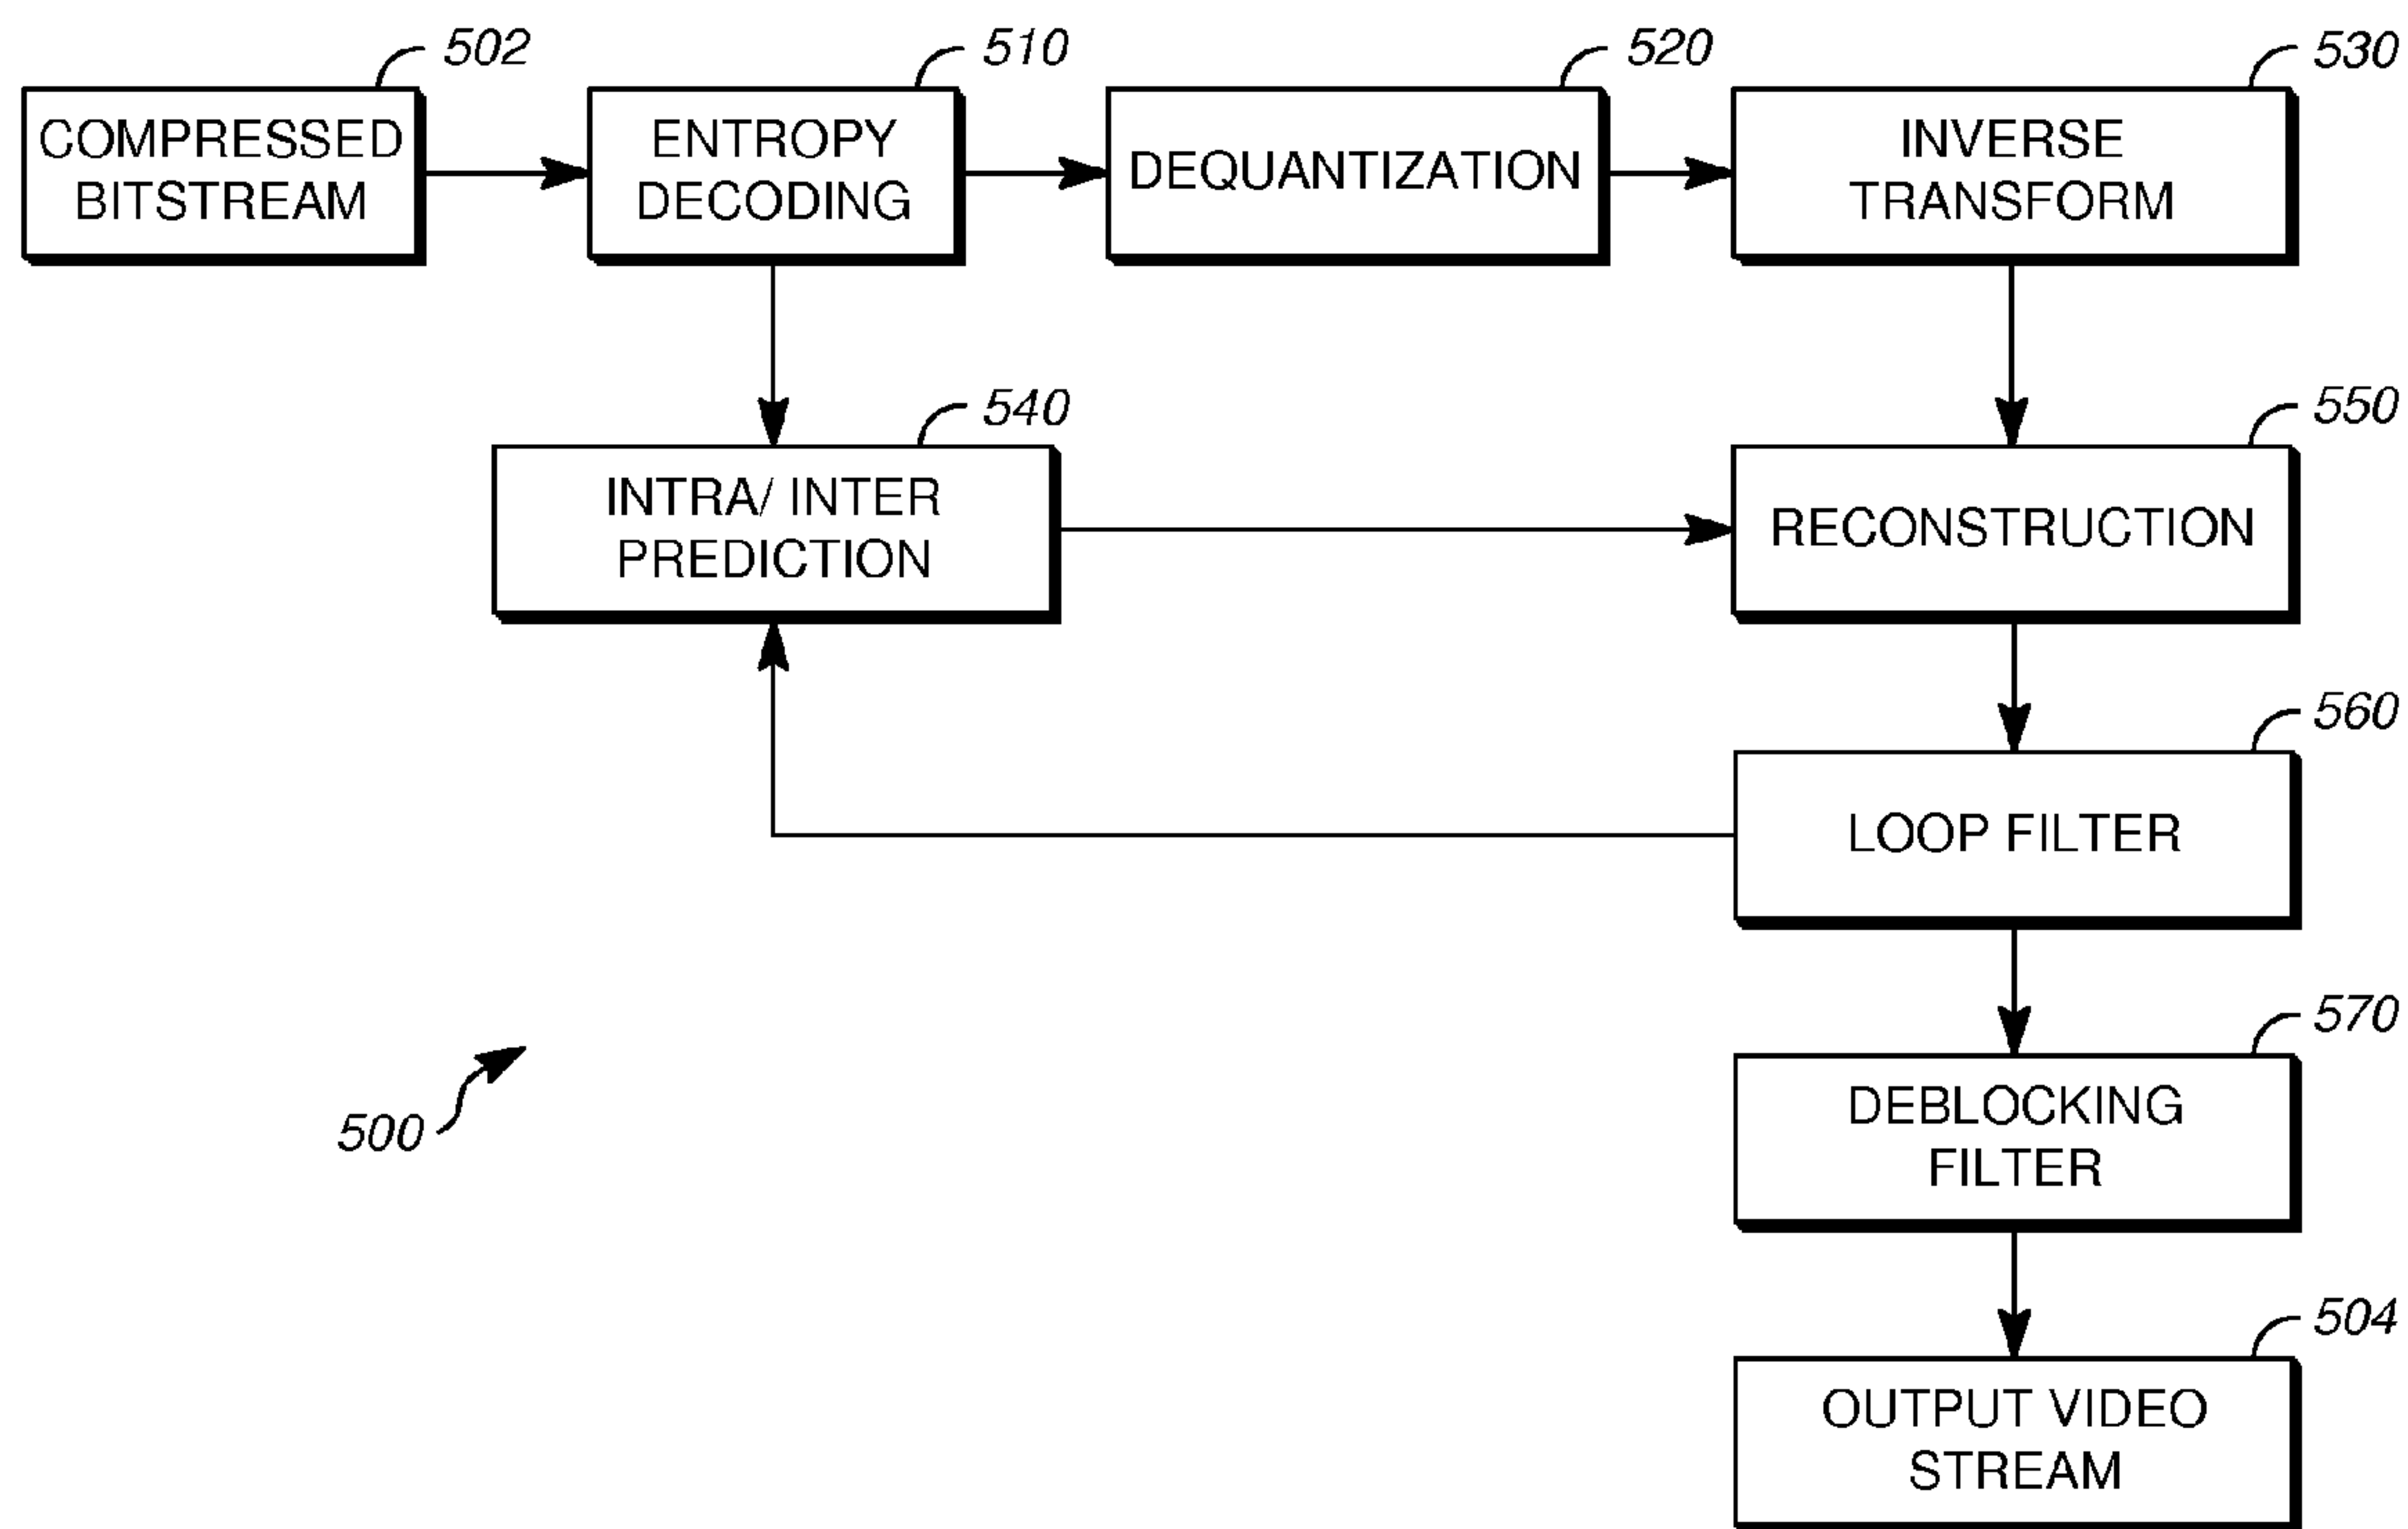 502
510
520
530
COMPRESSED
BITSTREAM
ENTROPY
DECODING
DEQUANTIZATION
INVERSE
TRANSFORM
540
550
INTRA/ INTER
PREDICTION
RECONSTRUCTION
560
LOOP FILTER
570
500
DEBLOCKING
FILTER
504
OUTPUT VIDEO
STREAM